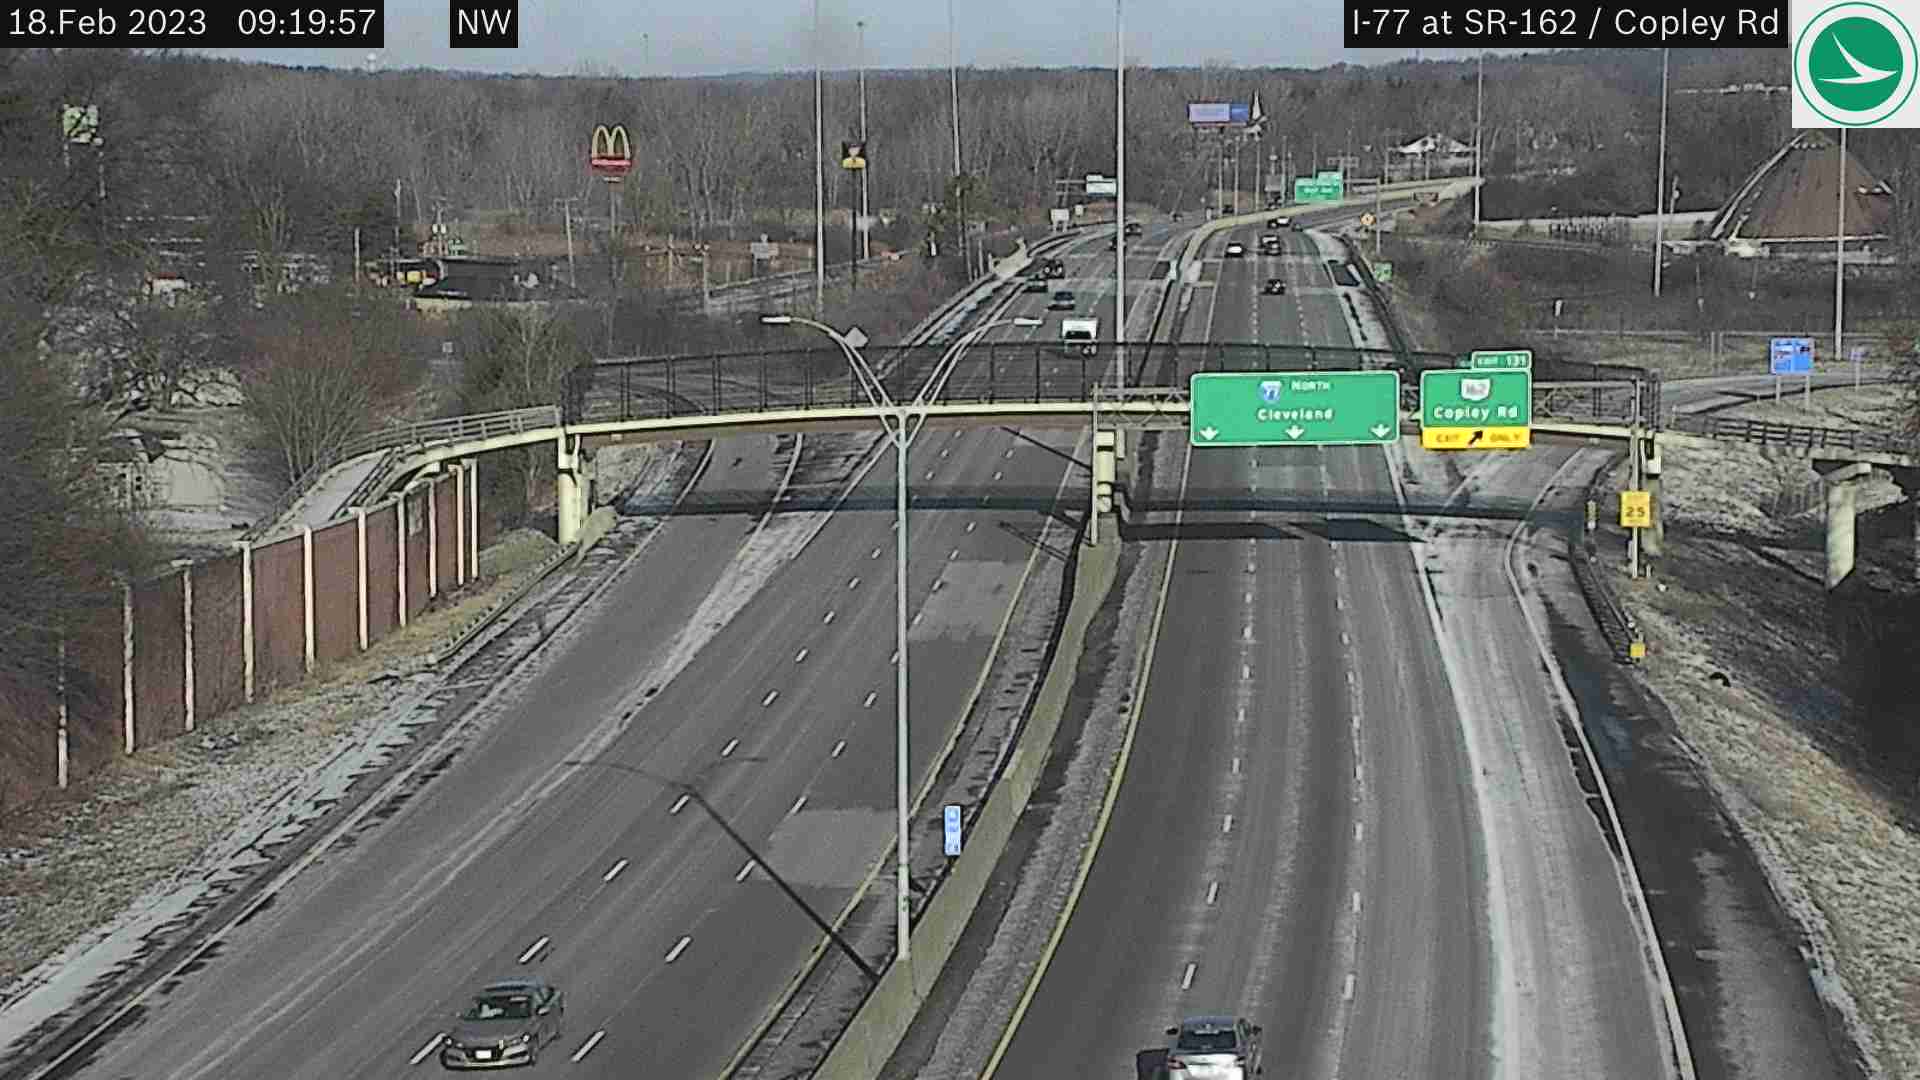 18.Feb 2023 09:19:57
NW
I-77 at SR-162 / Copley Rd
EXIT 131
77 NORTH
Cleveland
162
Copley Rd
EXIT ONLY
25